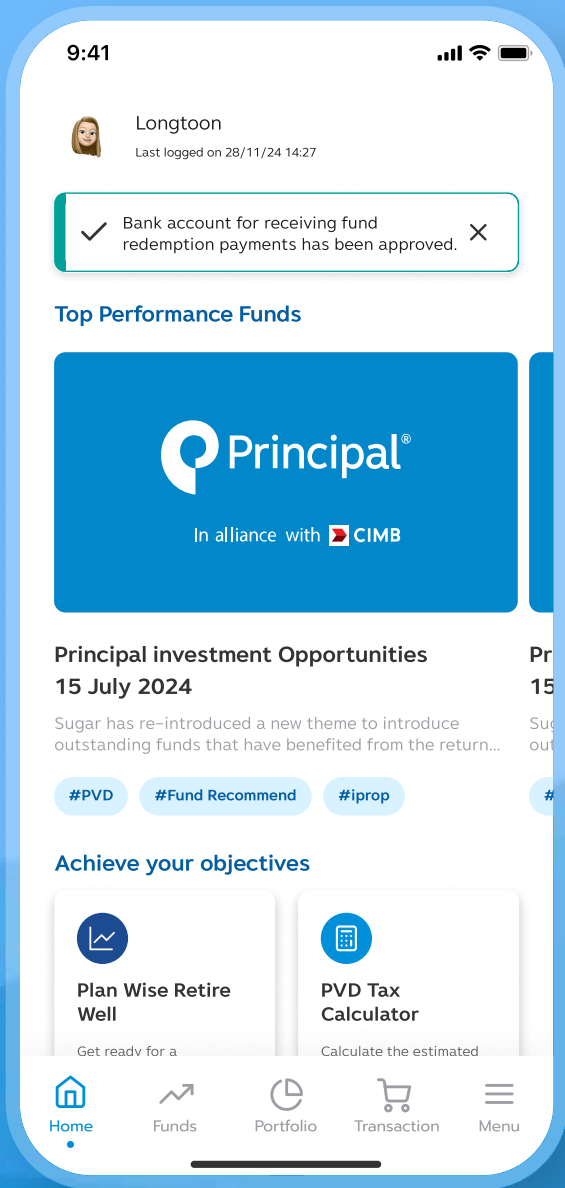 9:41
Longtoon
Last logged on 28/11/24 14:27
Bank account for receiving fund
redemption payments has been approved.
Top Performance Funds
Principal®
In alliance with CIMB
Principal investment Opportunities
15 July 2024
Sugar has re-introduced a new theme to introduce
outstanding funds that have benefited from the return...
#PVD #Fund Recommend #iprop
Pr
15
Sug
out
#
Achieve your objectives
Plan Wise Retire
Well
Get ready for a
PVD Tax
Calculator
Calculate the estimated
Home Funds Portfolio Transaction Menu